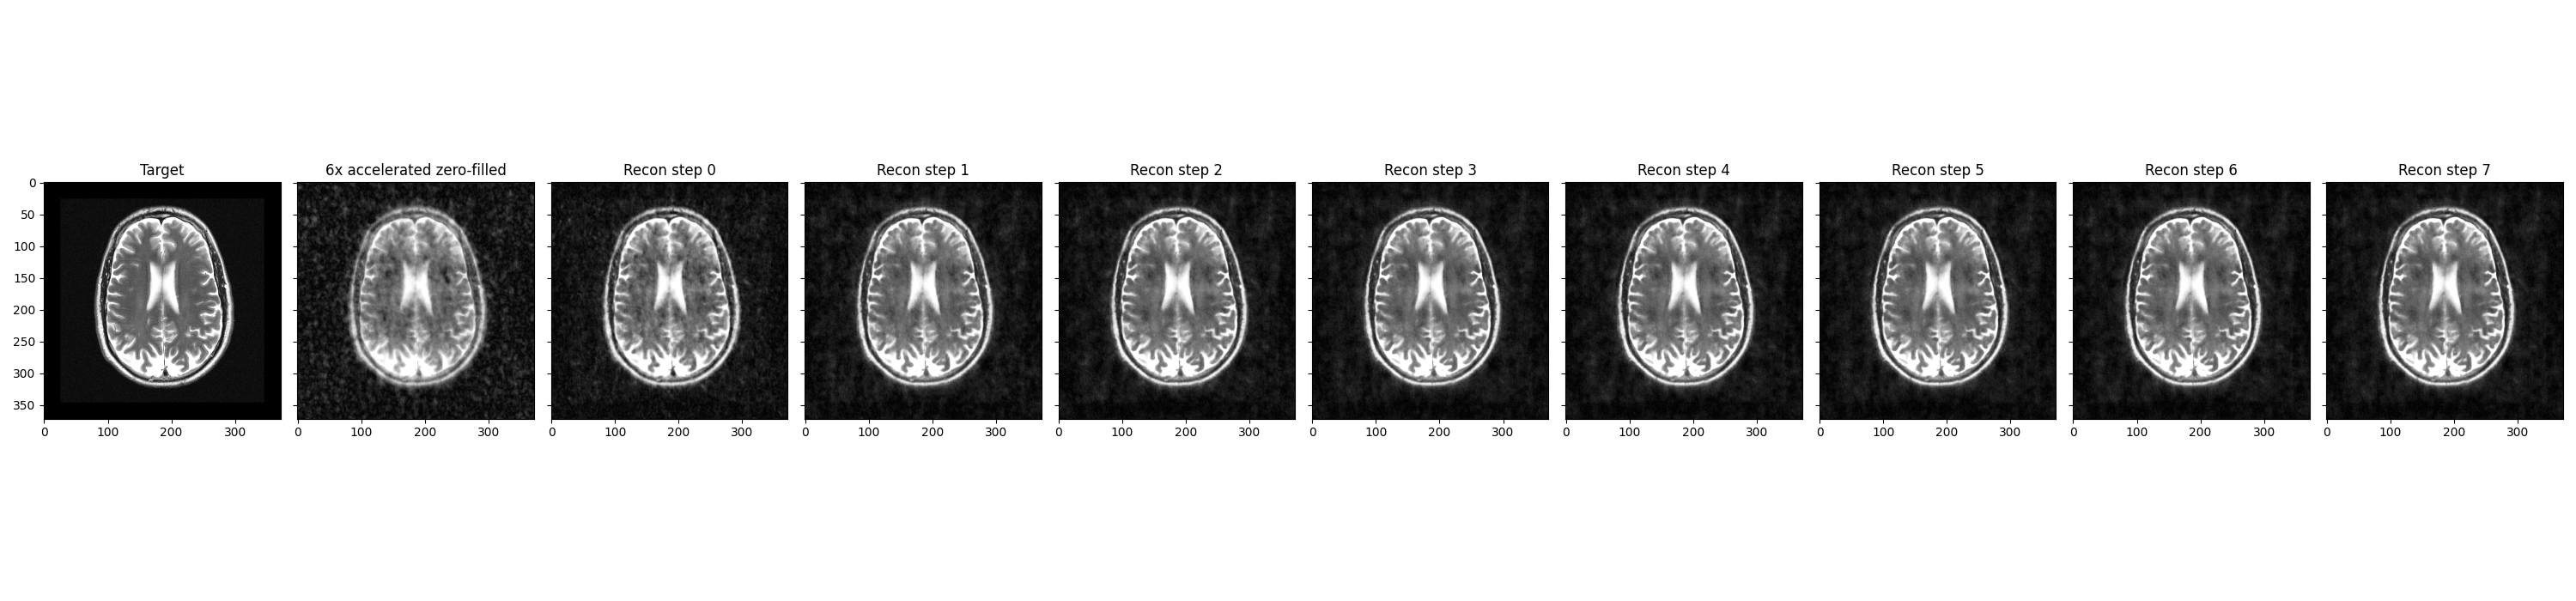 Target
6x accelerated zero-filled
Recon step 0
Recon step 1
Recon step 2
Recon step 3
Recon step 4
Recon step 5
Recon step 6
Recon step 7
0
50
100
150
200
250
300
350
0 100 200 300
0 100 200 300
0 100 200 300
0 100 200 300
0 100 200 300
0 100 200 300
0 100 200 300
0 100 200 300
0 100 200 300
0 100 200 300